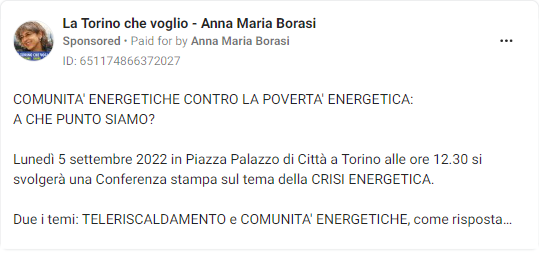 La Torino che voglio - Anna Maria Borasi
Sponsored • Paid for by Anna Maria Borasi
ID: 651174866372027
COMUNITA' ENERGETICHE CONTRO LA POVERTA' ENERGETICA:
A CHE PUNTO SIAMO?
Lunedì 5 settembre 2022 in Piazza Palazzo di Città a Torino alle ore 12.30 si
svolgerà una Conferenza stampa sul tema della CRISI ENERGETICA.
Due i temi: TELERISCALDAMENTO e COMUNITA' ENERGETICHE, come risposta...